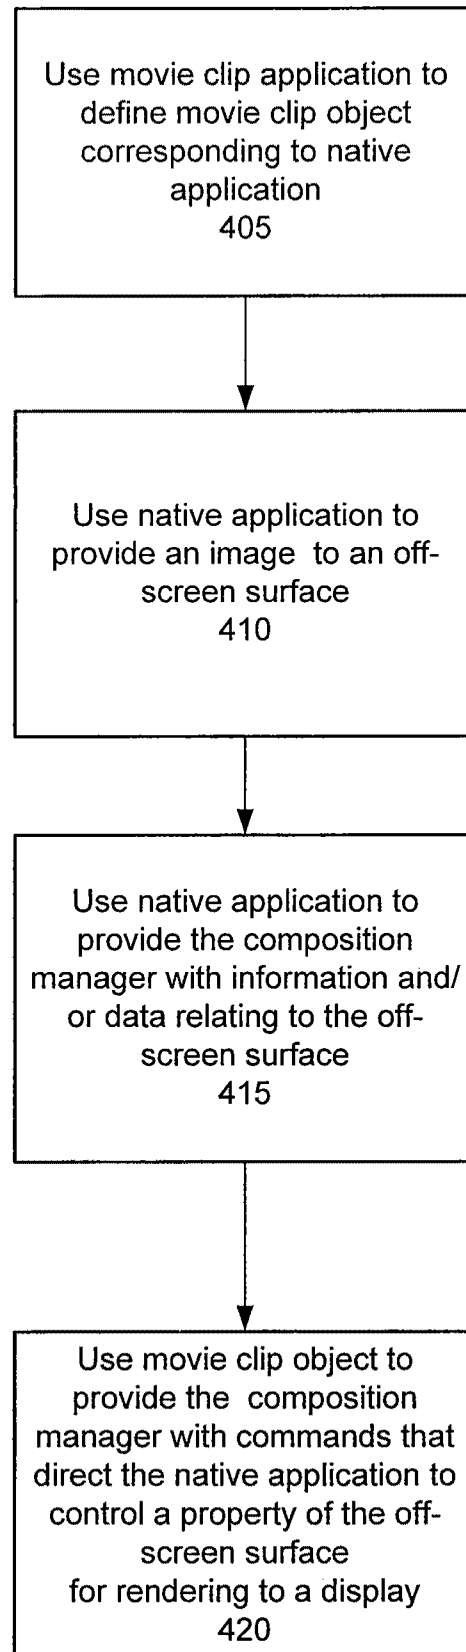 Use movie clip application to
define movie clip object
corresponding to native
application
405
Use native application to
provide an image to an off-
screen surface
410
Use native application to
provide the composition
manager with information and/
or data relating to the off-
screen surface
415
Use movie clip object to
provide the composition
manager with commands that
direct the native application to
control a property of the off-
screen surface
for rendering to a display
420